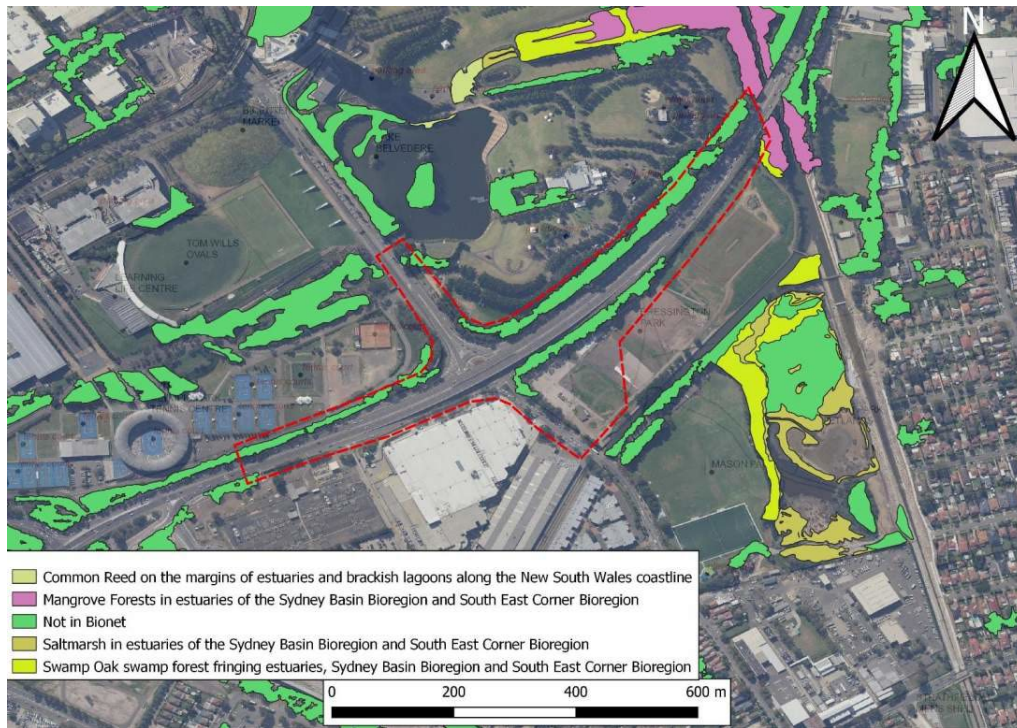 N
LAKE
BELVEDERE
TOM WILLS
OVALS
LEARNING
LIFE CENTRE
MASON PA
Common Reed on the margins of estuaries and brackish lagoons along the New South Wales coastline
Mangrove Forests in estuaries of the Sydney Basin Bioregion and South East Corner Bioregion
Not in Bionet
Saltmarsh in estuaries of the Sydney Basin Bioregion and South East Corner Bioregion
Swamp Oak swamp forest fringing estuaries, Sydney Basin Bioregion and South East Corner Bioregion
0 200 400 600 m